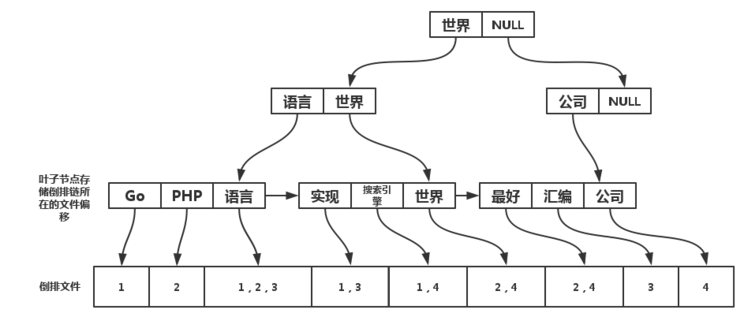 世界 NULL
语言 世界 公司 NULL
叶子节点存
储倒排链所
在的文件偏
移
Go PHP 语言 实现 搜索引
擎 世界 最好 汇编 公司
倒排文件 1 2 1 , 2 , 3 1 , 3 1 , 4 2 , 4 2 , 4 3 4